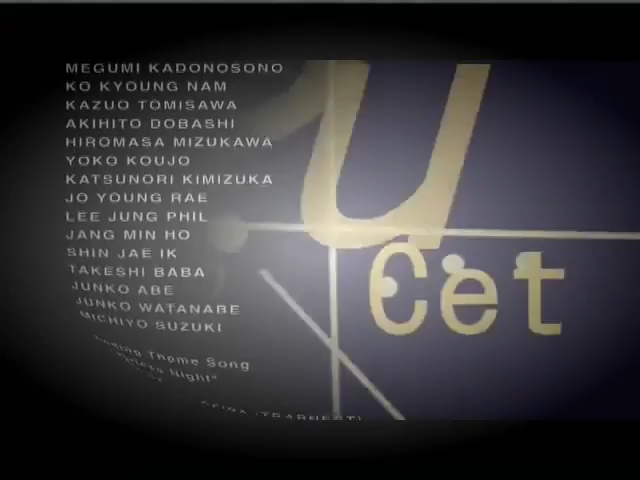 MEGUMI KADONOSONO
KO KYOUNG NAM
KAZUO TOMISAWA
AKIHITO DOBASHI
HIROMASA MIZUKAWA
YOKO KOUJO
KATSUNORI KIMIZUKA
JO YOUNG RAE
LEE JUNG PHIL
JANG MIN HO
SHIN JAE IK
TAKESHI BABA
JUNKO ABE
JUNKO WATANABE
MICHIYO SUZUKI
Theme Song
Night"
u
Cet